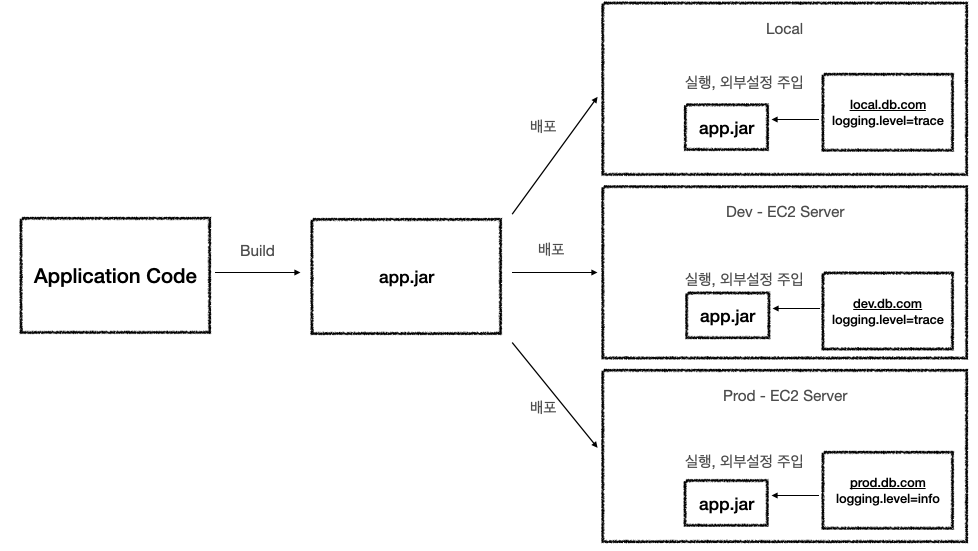 Application Code
Build
app.jar
배포
배포
배포
Local
실행, 외부설정 주입
app.jar
local.db.com
logging.level=trace
Dev - EC2 Server
실행, 외부설정 주입
app.jar
dev.db.com
logging.level=trace
Prod - EC2 Server
실행, 외부설정 주입
app.jar
prod.db.com
logging.level=info